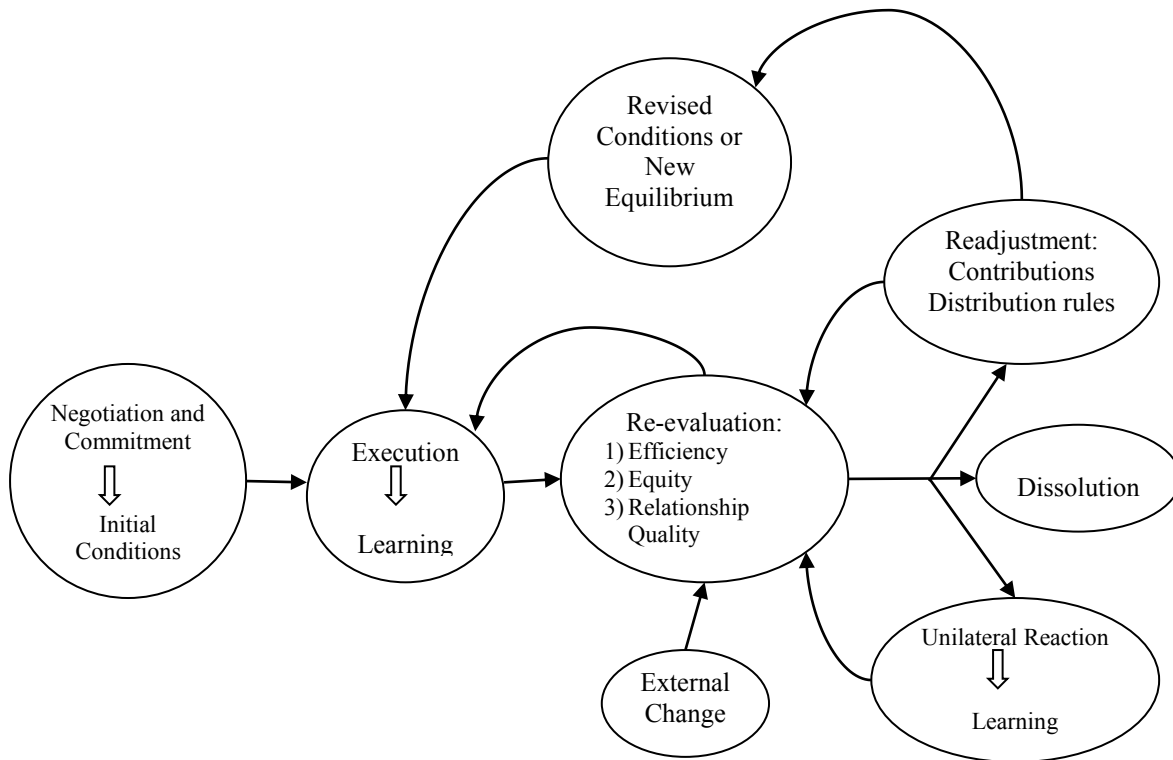 Revised
Conditions or
New
Equilibrium
Readjustment:
Contributions
Distribution rules
Negotiation and
Commitment
Initial
Conditions
Execution
Learning
Re-evaluation:
1) Efficiency
2) Equity
3) Relationship
Quality
Dissolution
External
Change
Unilateral Reaction
Learning